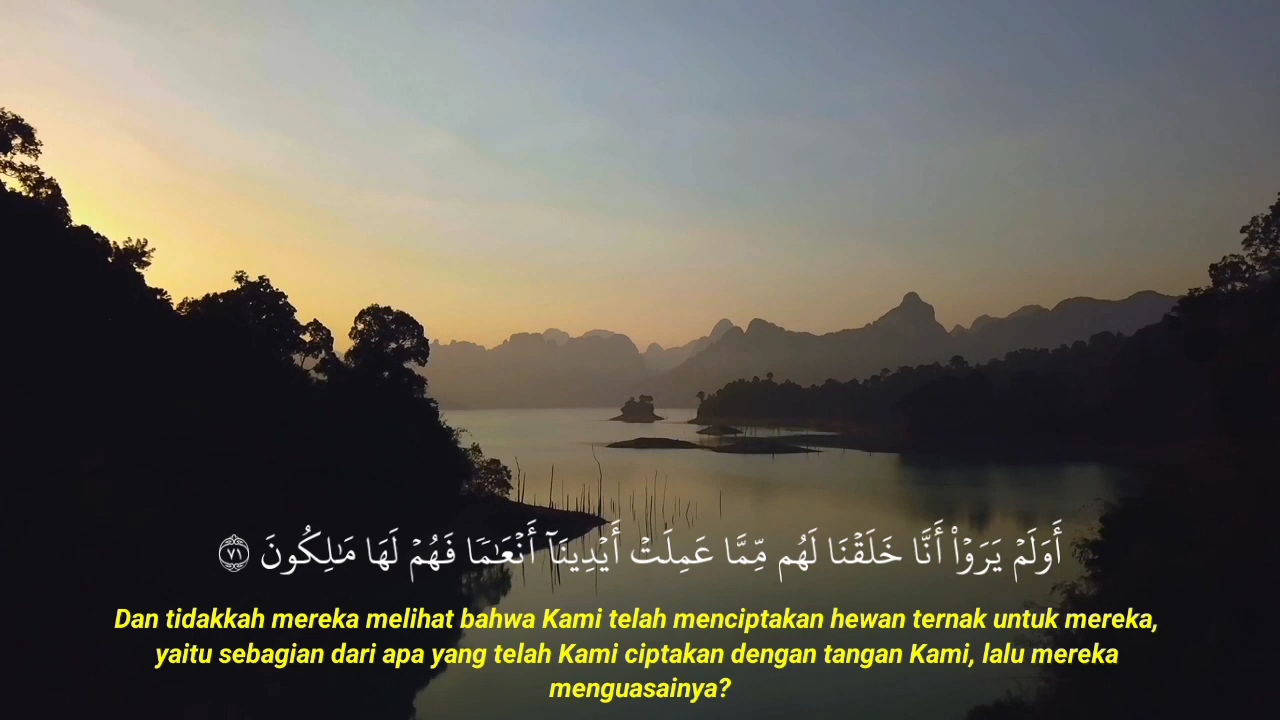 أَوَلَمۡ يَرَوۡاْ أَنَّا خَلَقۡنَا لَهُم مِّمَّا عَمِلَتۡ أَيۡدِينَآ أَنۡعَٰمٗا فَهُمۡ لَهَا مَٰلِكُونَ ٧١
Dan tidakkah mereka melihat bahwa Kami telah menciptakan hewan ternak untuk mereka,
yaitu sebagian dari apa yang telah Kami ciptakan dengan tangan Kami, lalu mereka
menguasainya?